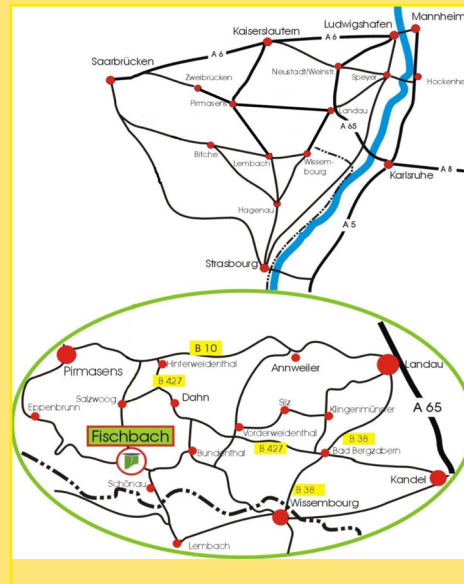 Mannheim
Ludwigshafen
Kaiserslautern
A 6
A 6
Saarbrücken
Neustadt/Weinstr.
Speyer
Hockenhe
Zweibrücken
Pirmasens
Landau
A 65
Bitche
Lembach
Wissem-
bourg
A 8
Karlsruhe
Hagenau
A 5
Strasbourg
B 10
Pirmasens
Hinterweidenthal
Annweiler
Landau
B 427
Salzwoog
Dahn
Silz
Klingenmünster
A 65
Eppenbrunn
Fischbach
Vorderweidenthal
B 38
B 427
Bad Bergzabern
Bundenthal
Kandel
Schönau
B 38
Wissembourg
Lembach